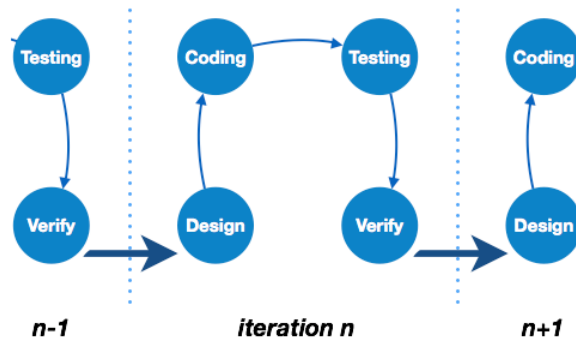 Testing
Coding
Testing
Coding
Verify
Design
Verify
Design
n-1
iteration n
n+1